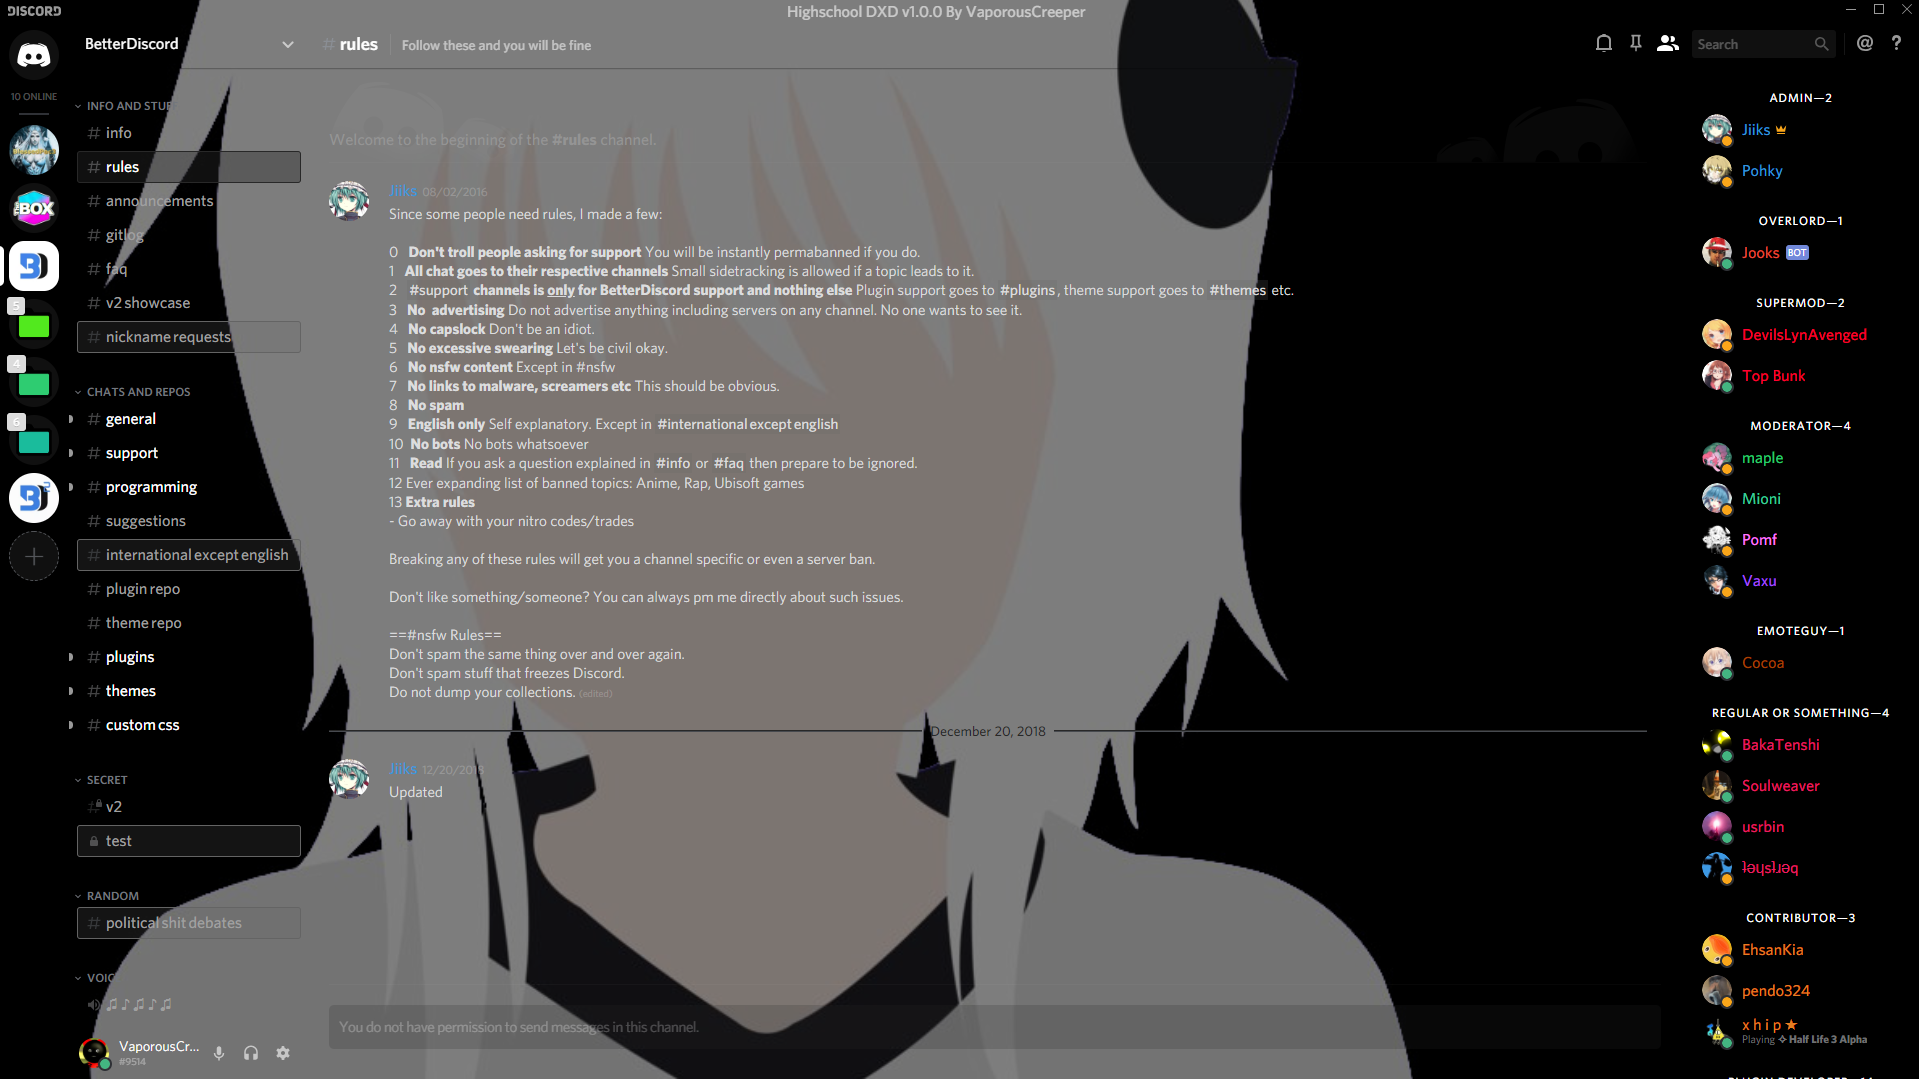 DISCORD
Highschool DXD v1.0.0 By VaporousCreeper
BetterDiscord
# rules
Follow these and you will be fine
Search
@ ?
10 ONLINE
THE BOX
5
4
6
INFO AND STUF
# info
# rules
# announcements
# gitlog
# faq
# v2 showcase
# nickname requests
CHATS AND REPOS
# general
# support
# programming
# suggestions
# international except english
# plugin repo
# theme repo
# plugins
# themes
# custom css
SECRET
# v2
test
RANDOM
# political shit debates
VOIC
♫♪♫♪♫
VaporousCr...
#9514
Welcome to the beginning of the #rules channel.
Jiiks 08/02/2016
Since some people need rules, I made a few:
0 Don't troll people asking for support You will be instantly permabanned if you do.
1 All chat goes to their respective channels Small sidetracking is allowed if a topic leads to it.
2 #support channels is only for BetterDiscord support and nothing else Plugin support goes to #plugins, theme support goes to #themes etc.
3 No advertising Do not advertise anything including servers on any channel. No one wants to see it.
4 No capslock Don't be an idiot.
5 No excessive swearing Let's be civil okay.
6 No nsfw content Except in #nsfw
7 No links to malware, screamers etc This should be obvious.
8 No spam
9 English only Self explanatory. Except in #international except english
10 No bots No bots whatsoever
11 Read If you ask a question explained in #info or #faq then prepare to be ignored.
12 Ever expanding list of banned topics: Anime, Rap, Ubisoft games
13 Extra rules
- Go away with your nitro codes/trades
Breaking any of these rules will get you a channel specific or even a server ban.
Don't like something/someone? You can always pm me directly about such issues.
==#nsfw Rules==
Don't spam the same thing over and over again.
Don't spam stuff that freezes Discord.
Do not dump your collections. (edited)
December 20, 2018
Jiiks 12/20/2018
Updated
You do not have permission to send messages in this channel.
ADMIN—2
Jiiks
Pohky
OVERLORD—1
Jooks BOT
SUPERMOD—2
DevilsLynAvenged
Top Bunk
MODERATOR—4
maple
Mioni
Pomf
Vaxu
EMOTEGUY—1
Cocoa
REGULAR OR SOMETHING—4
BakaTenshi
Soulweaver
usrbin
CONTRIBUTOR—3
EhsanKia
pendo324
x h i p ★
Playing ✧ Half Life 3 Alpha